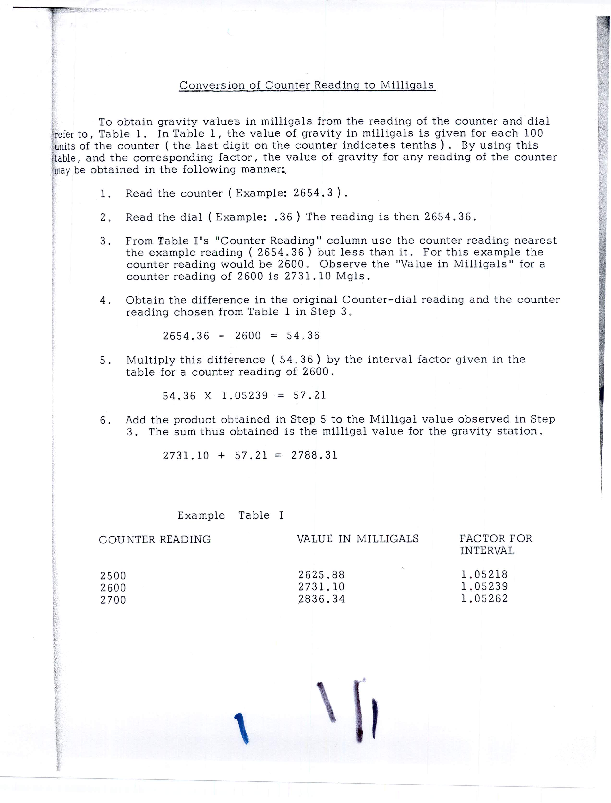 Conversion of Counter Reading to Milligals
To obtain gravity values in milligals from the reading of the counter and dial
refer to, Table 1. In Table 1, the value of gravity in milligals is given for each 100
units of the counter ( the last digit on the counter indicates tenths ). By using this
table, and the corresponding factor, the value of gravity for any reading of the counter
may be obtained in the following manner:
1. Read the counter ( Example: 2654.3 ).
2. Read the dial ( Example: .36 ) The reading is then 2654.36.
3. From Table I's "Counter Reading" column use the counter reading nearest
the example reading ( 2654.36 ) but less than it. For this example the
counter reading would be 2600. Observe the "Value in Milligals" for a
counter reading of 2600 is 2731.10 Mgls.
4. Obtain the difference in the original Counter-dial reading and the counter
reading chosen from Table 1 in Step 3.
2654.36 - 2600 = 54.36
5. Multiply this difference ( 54.36 ) by the interval factor given in the
table for a counter reading of 2600.
54.36 X 1.05239 = 57.21
6. Add the product obtained in Step 5 to the Milligal value observed in Step
3. The sum thus obtained is the milligal value for the gravity station.
2731.10 + 57.21 = 2788.31
Example Table I
COUNTER READING VALUE IN MILLIGALS FACTOR FOR
INTERVAL
2500 2625.88 1.05218
2600 2731.10 1.05239
2700 2836.34 1.05262